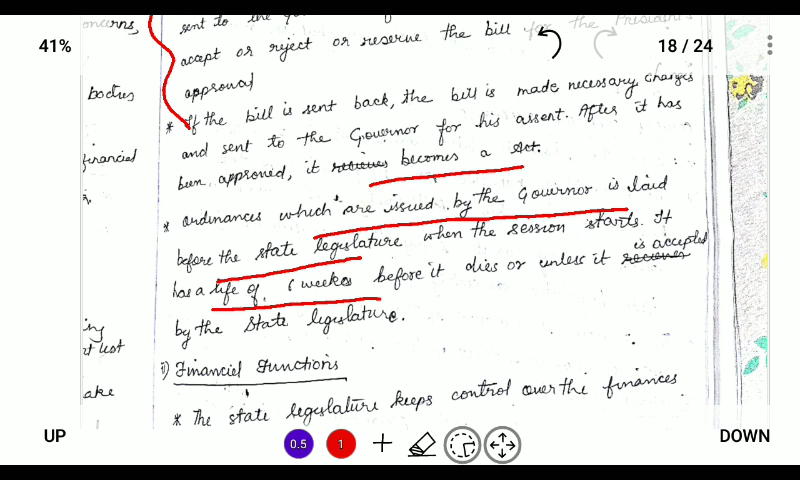 41%
18 / 24
oncerns,
bodies
financial
ake
sent to the
accept or reject or reserve the bill for the President's
approval
* If the bill is sent back, the bill is made necessary changes
and sent to the Governor for his assent. After it has
been approved, it becomes a Act.
* ordinances which are issued by the Governor is laid
before the state legislature when the session starts. It
has a life of 6 weeks before it dies or unless it is accepted
by the State legislature.
ii) Financial Functions
* The state legislature keeps control over the finances
UP
0.5
1
DOWN